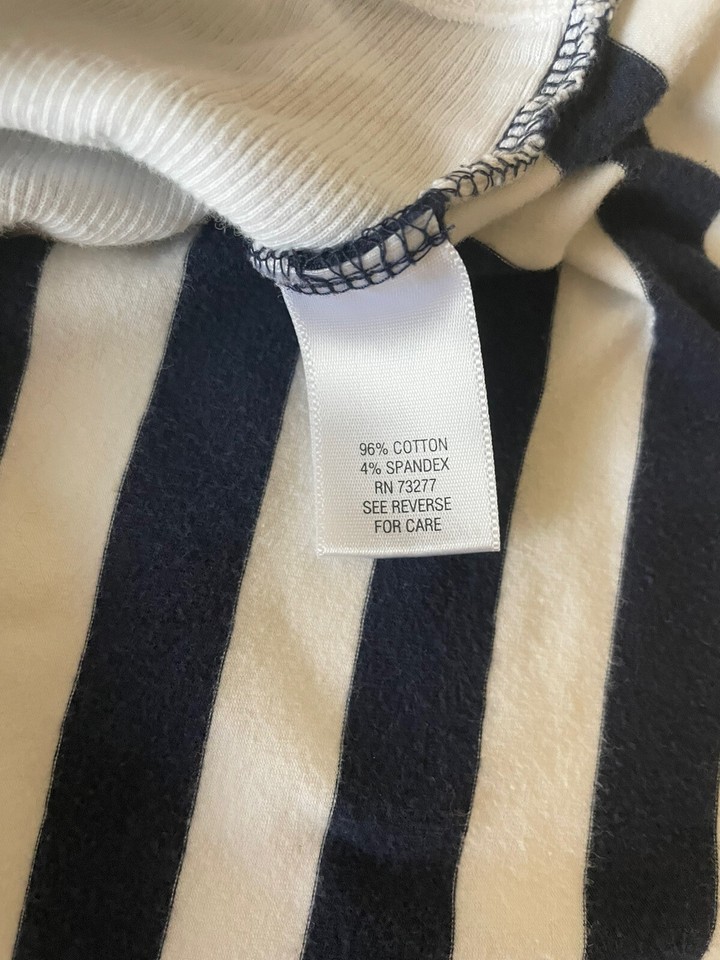 96% COTTON
4% SPANDEX
RN 73277
SEE REVERSE
FOR CARE